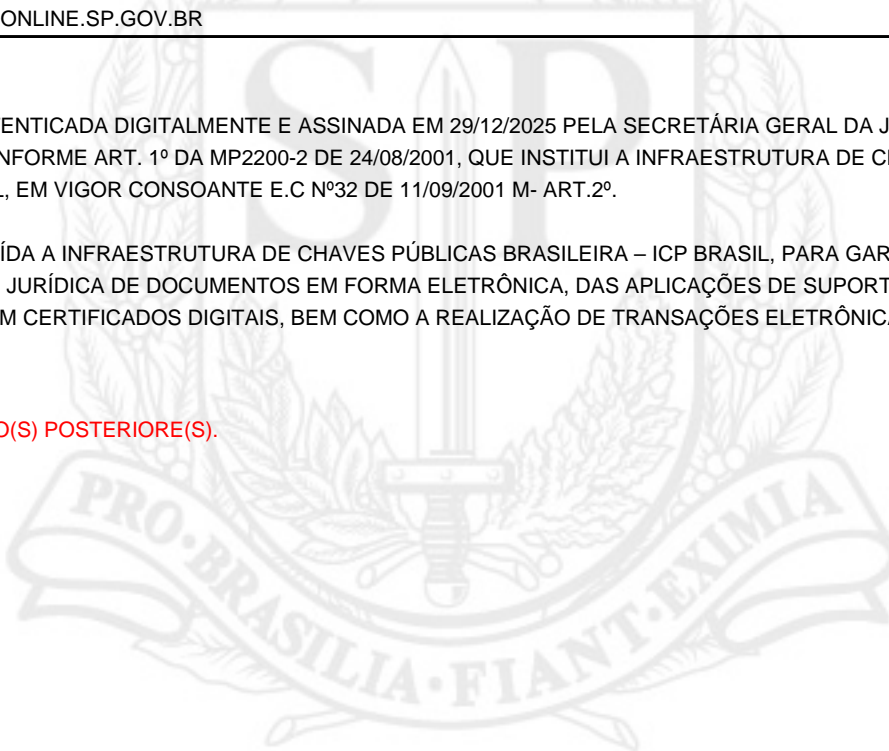 ONLINE.SP.GOV.BR
ENTICADA DIGITALMENTE E ASSINADA EM 29/12/2025 PELA SECRETÁRIA GERAL DA J
NFORME ART. 1º DA MP2200-2 DE 24/08/2001, QUE INSTITUI A INFRAESTRUTURA DE C
L, EM VIGOR CONSOANTE E.C Nº32 DE 11/09/2001 M- ART.2º.
ÍDA A INFRAESTRUTURA DE CHAVES PÚBLICAS BRASILEIRA – ICP BRASIL, PARA GAR
JURÍDICA DE DOCUMENTOS EM FORMA ELETRÔNICA, DAS APLICAÇÕES DE SUPORT
M CERTIFICADOS DIGITAIS, BEM COMO A REALIZAÇÃO DE TRANSAÇÕES ELETRÔNICA
O(S) POSTERIORE(S).
SP
PRO·BRASILIA·FIANT·EXIMIA